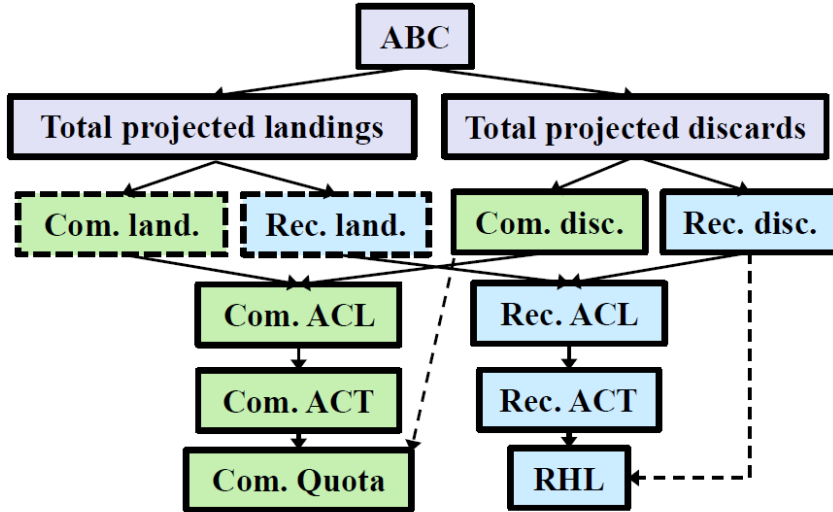 ABC
Total projected landings
Total projected discards
Com. land.
Rec. land.
Com. disc.
Rec. disc.
Com. ACL
Rec. ACL
Com. ACT
Rec. ACT
Com. Quota
RHL